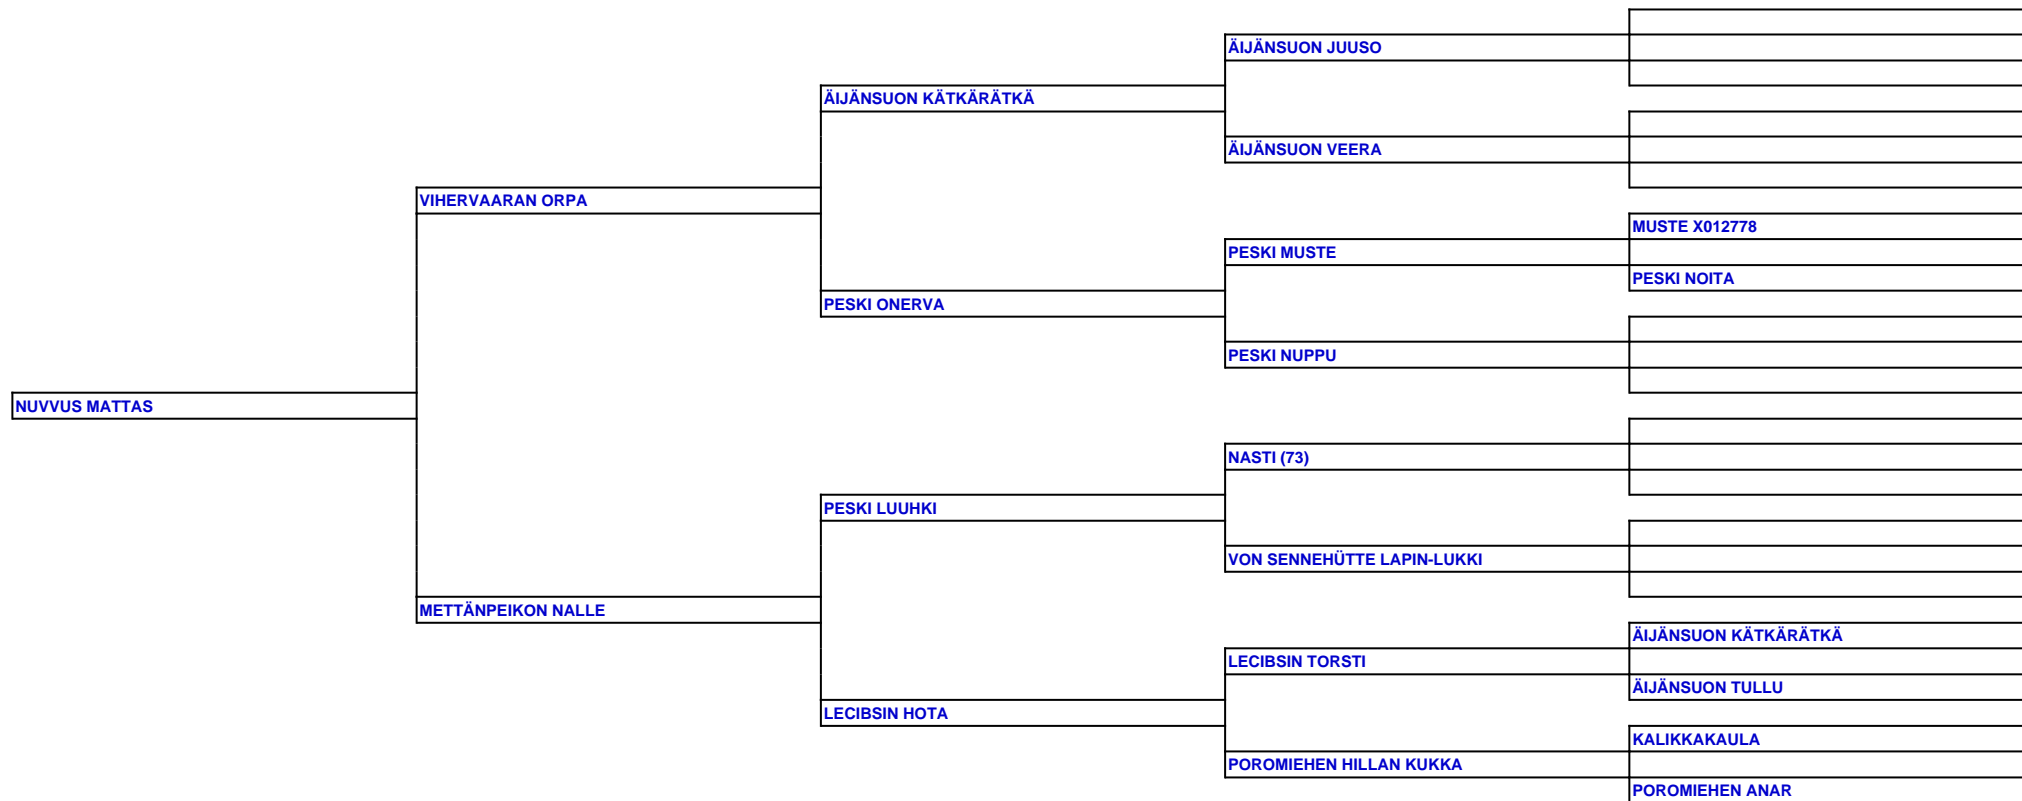 ÄIJÄNSUON JUUSO
ÄIJÄNSUON KÄTKÄRÄTKÄ
ÄIJÄNSUON VEERA
VIHERVAARAN ORPA
MUSTE X012778
PESKI MUSTE
PESKI NOITA
PESKI ONERVA
PESKI NUPPU
NUVVUS MATTAS
NASTI (73)
PESKI LUUHKI
VON SENNEHÜTTE LAPIN-LUKKI
METTÄNPEIKON NALLE
ÄIJÄNSUON KÄTKÄRÄTKÄ
LECIBSIN TORSTI
ÄIJÄNSUON TULLU
LECIBSIN HOTA
KALIKKAKAULA
POROMIEHEN HILLAN KUKKA
POROMIEHEN ANAR